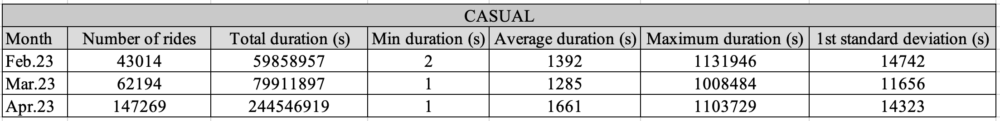 CASUAL
Month Number of rides Total duration (s) Min duration (s) Average duration (s) Maximum duration (s) 1st standard deviation (s)
Feb.23 43014 59858957 2 1392 1131946 14742
Mar.23 62194 79911897 1 1285 1008484 11656
Apr.23 147269 244546919 1 1661 1103729 14323